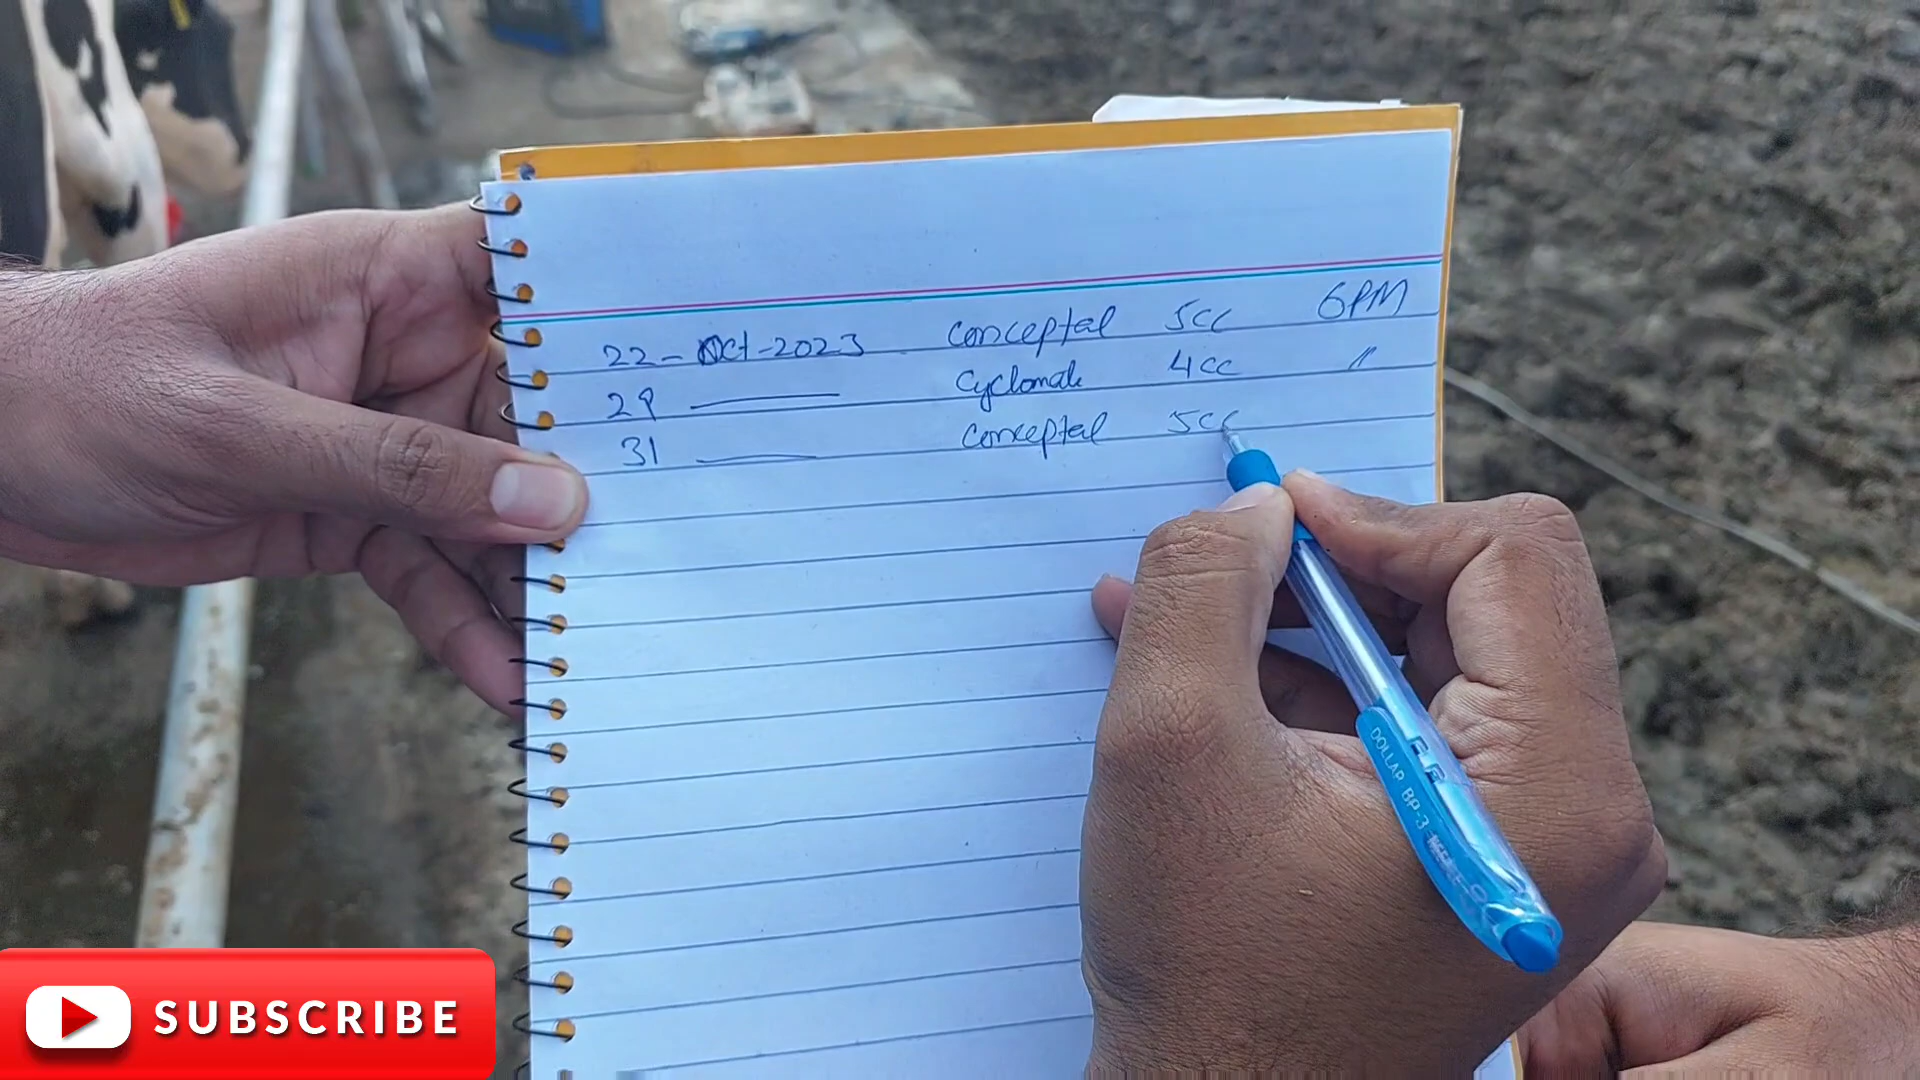 22 - Oct - 2023 Conceptal 5cc 6PM
29 ——— Cyclomate 4cc "
31 ——— Conceptal 5cc
DOLLAR BP-3
SUBSCRIBE